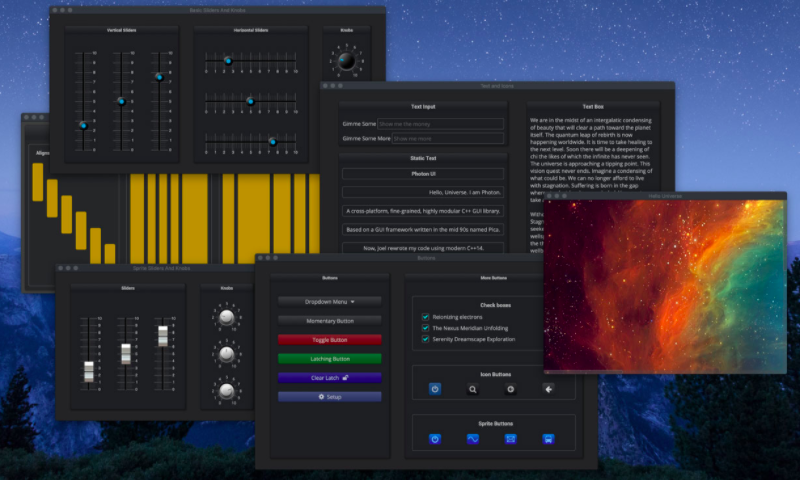 Basic Sliders And Knobs
Vertical Sliders
Horizontal Sliders
Knobs
Text and Icons
Text Input
Gimme Some
Show me the money
Gimme Some More
Show me more
Static Text
Photon UI
Hello, Universe. I am Photon.
A cross-platform, fine-grained, highly modular C++ GUI library.
Based on a GUI framework written in the mid 90s named Pica.
Now, Joel rewrote my code using modern C++14.
Text Box
We are in the midst of an intergalatic condensing
of beauty that will clear a path toward the planet
itself. The quantum leap of rebirth is now
happening worldwide. It is time to take healing to
the next level. Soon there will be a deepening of
chi the likes of which the infinite has never seen.
The universe is approaching a tipping point. This
vision quest never ends. Imagine a condensing of
what could be. We can no longer afford to live
with stagnation. Suffering is born in the gap
Hello Universe
Sprite Sliders And Knobs
Sliders
Knobs
Buttons
Buttons
Dropdown Menu
Momentary Button
Toggle Button
Latching Button
Clear Latch
Setup
More Buttons
Check boxes
Reionizing electrons
The Nexus Meridian Unfolding
Serenity Dreamscape Exploration
Icon Buttons
Sprite Buttons